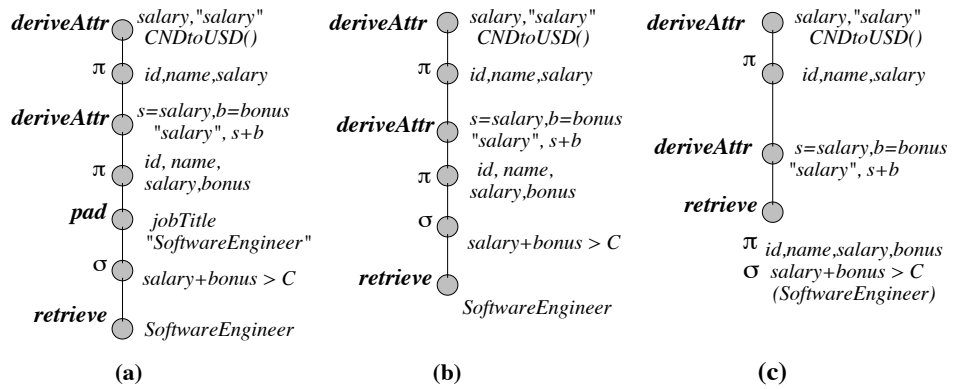 deriveAttr salary,"salary"
CNDtoUSD()
π id,name,salary
deriveAttr s=salary,b=bonus
"salary", s+b
π id, name,
salary,bonus
pad jobTitle
"SoftwareEngineer"
σ salary+bonus > C
retrieve SoftwareEngineer
(a)
deriveAttr salary,"salary"
CNDtoUSD()
π id,name,salary
deriveAttr s=salary,b=bonus
"salary", s+b
π id, name,
salary,bonus
σ salary+bonus > C
retrieve
SoftwareEngineer
(b)
deriveAttr salary,"salary"
CNDtoUSD()
π id,name,salary
deriveAttr s=salary,b=bonus
"salary", s+b
retrieve
π id,name,salary,bonus
σ salary+bonus > C
(SoftwareEngineer)
(c)